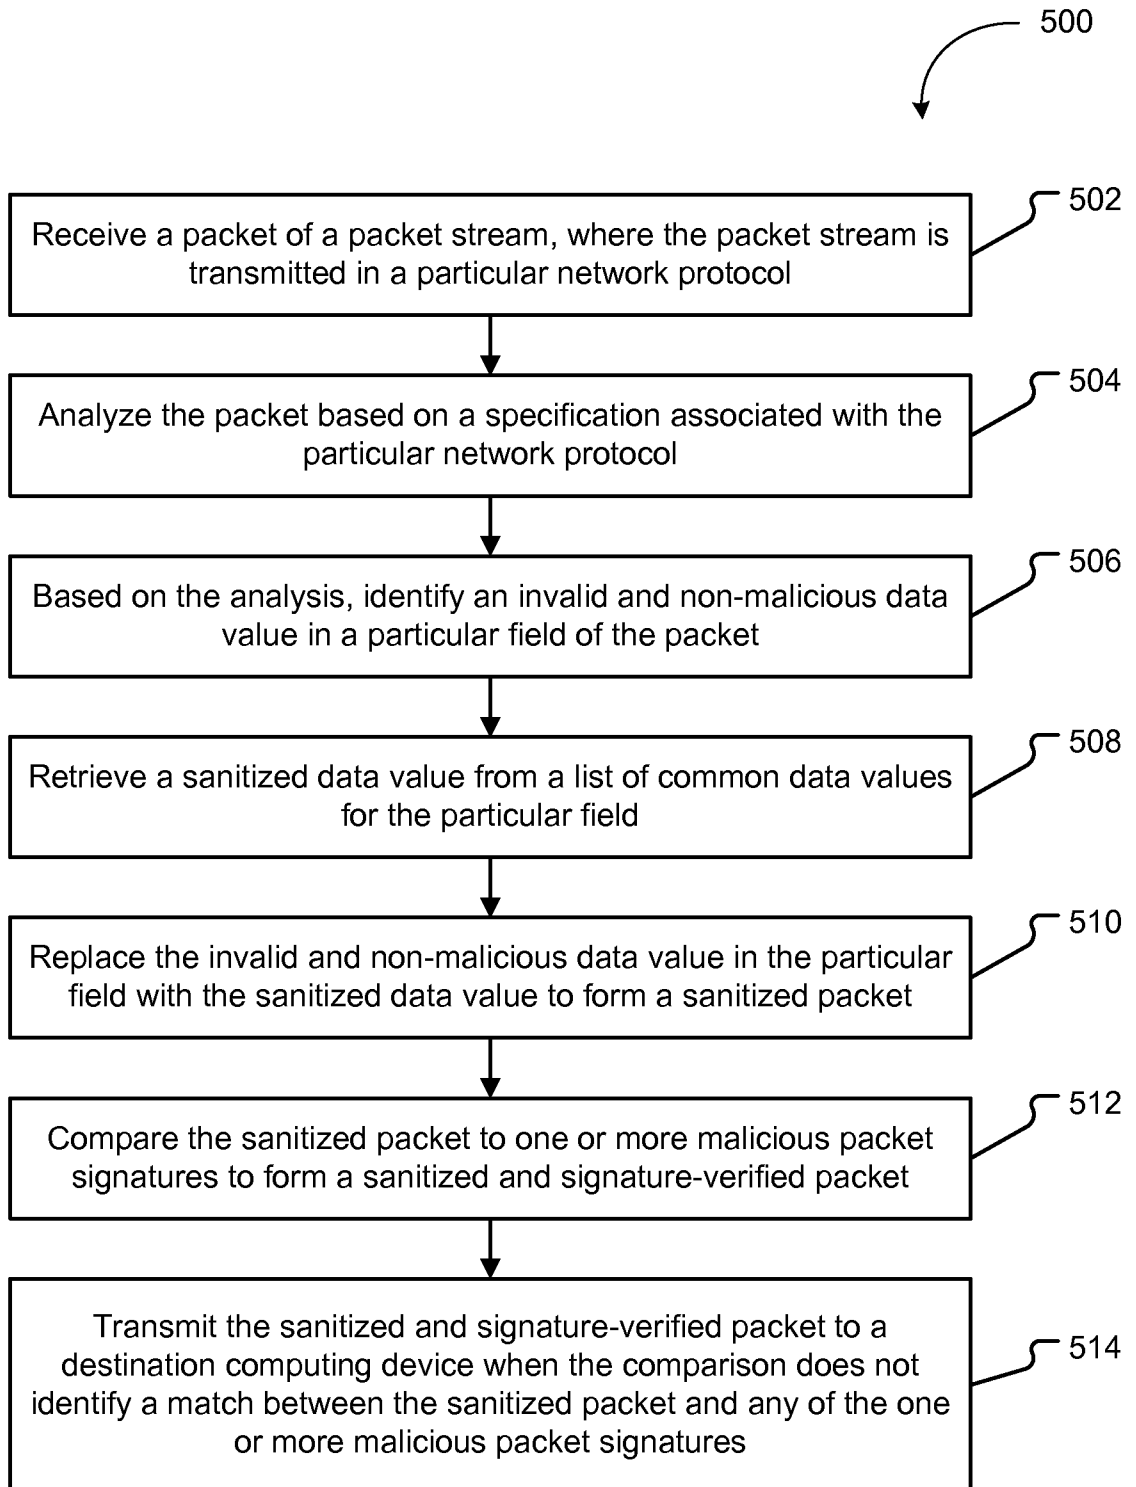 500
502
Receive a packet of a packet stream, where the packet stream is
transmitted in a particular network protocol
504
Analyze the packet based on a specification associated with the
particular network protocol
506
Based on the analysis, identify an invalid and non-malicious data
value in a particular field of the packet
508
Retrieve a sanitized data value from a list of common data values
for the particular field
510
Replace the invalid and non-malicious data value in the particular
field with the sanitized data value to form a sanitized packet
512
Compare the sanitized packet to one or more malicious packet
signatures to form a sanitized and signature-verified packet
514
Transmit the sanitized and signature-verified packet to a
destination computing device when the comparison does not
identify a match between the sanitized packet and any of the one
or more malicious packet signatures